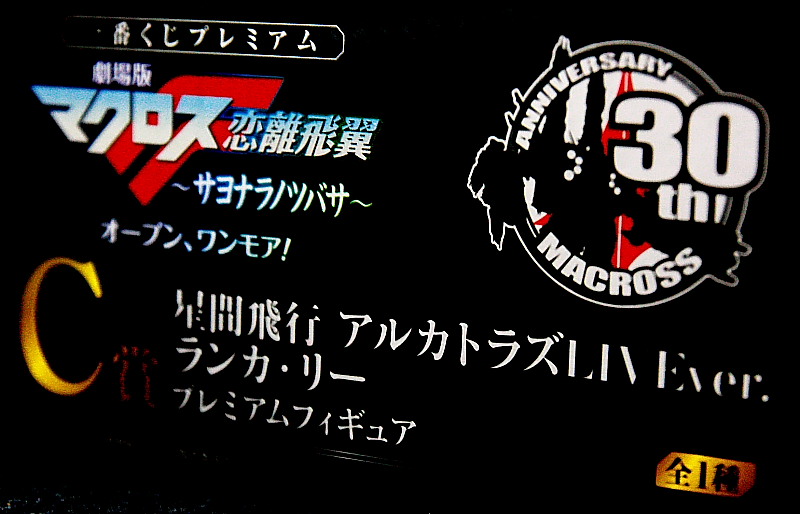 一番くじプレミアム
劇場版
マクロスF 恋離飛翼
～サヨナラノツバサ～
オープン、ワンモア!
ANNIVERSARY
30
th
MACROSS
C賞
星間飛行 アルカトラズLIVE ver.
ランカ・リー
プレミアムフィギュア
全1種